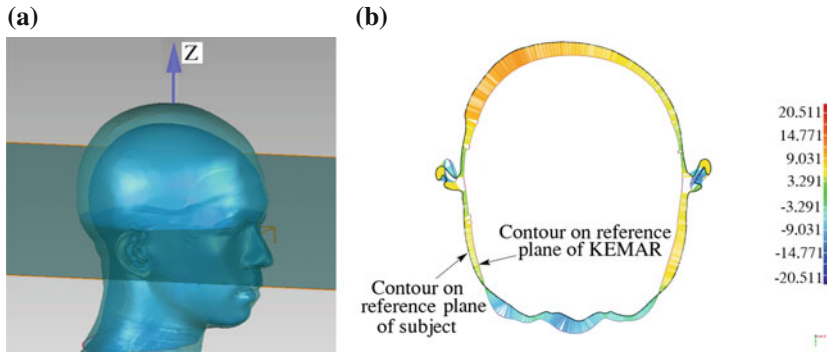 (a)
Z
(b)
Contour on reference
plane of KEMAR
Contour on
reference plane
of subject
20.511
14.771
9.031
3.291
-3.291
-9.031
-14.771
-20.511